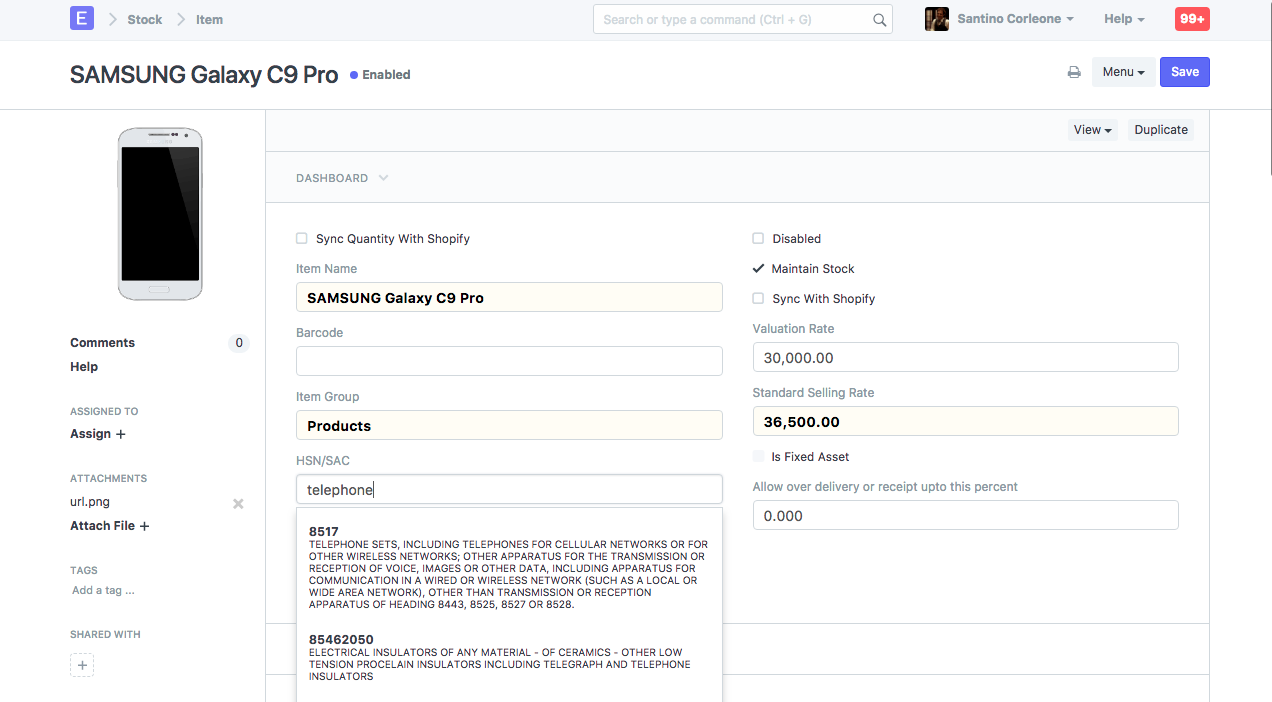 E
Stock
Item
Search or type a command (Ctrl + G)
Santino Corleone
Help
99+
SAMSUNG Galaxy C9 Pro
Enabled
Menu
Save
View
Duplicate
DASHBOARD
Comments
0
Help
ASSIGNED TO
Assign +
ATTACHMENTS
url.png
Attach File +
TAGS
Add a tag ...
SHARED WITH
+
Sync Quantity With Shopify
Item Name
SAMSUNG Galaxy C9 Pro
Barcode
Item Group
Products
HSN/SAC
telephone
8517
TELEPHONE SETS, INCLUDING TELEPHONES FOR CELLULAR NETWORKS OR FOR
OTHER WIRELESS NETWORKS; OTHER APPARATUS FOR THE TRANSMISSION OR
RECEPTION OF VOICE, IMAGES OR OTHER DATA, INCLUDING APPARATUS FOR
COMMUNICATION IN A WIRED OR WIRELESS NETWORK (SUCH AS A LOCAL OR
WIDE AREA NETWORK), OTHER THAN TRANSMISSION OR RECEPTION
APPARATUS OF HEADING 8443, 8525, 8527 OR 8528.
85462050
ELECTRICAL INSULATORS OF ANY MATERIAL - OF CERAMICS - OTHER LOW
TENSION PROCELAIN INSULATORS INCLUDING TELEGRAPH AND TELEPHONE
INSULATORS
Disabled
Maintain Stock
Sync With Shopify
Valuation Rate
30,000.00
Standard Selling Rate
36,500.00
Is Fixed Asset
Allow over delivery or receipt upto this percent
0.000